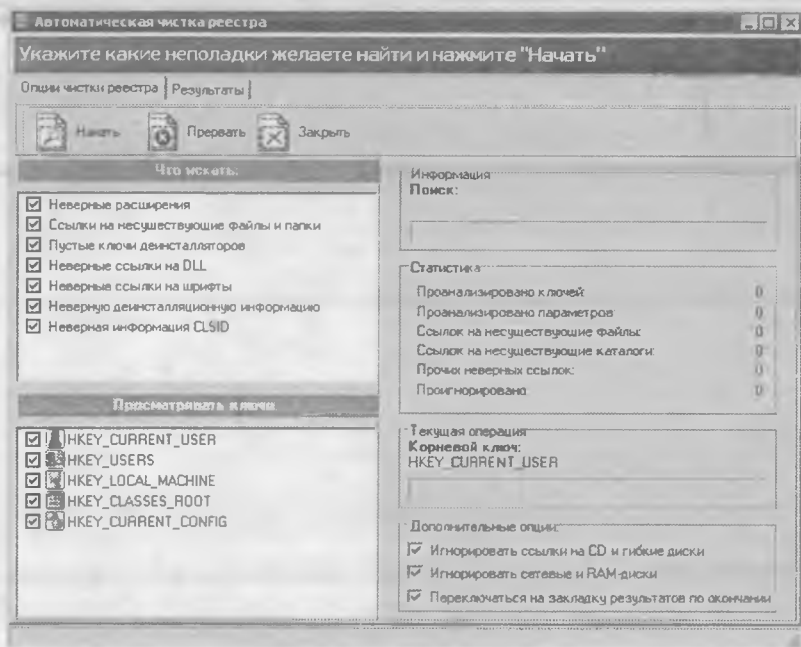 Автоматическая чистка реестра
Укажите какие неполадки желаете найти и нажмите "Начать"
Опции чистки реестра
Результаты
Начать
Прервать
Закрыть
Что искать:
Неверные расширения
Ссылки на несуществующие файлы и папки
Пустые ключи деинсталляторов
Неверные ссылки на DLL
Неверные ссылки на шрифты
Неверную деинсталляционную информацию
Неверная информация CLSID
Просматривать ключи
HKEY_CURRENT_USER
HKEY_USERS
HKEY_LOCAL_MACHINE
HKEY_CLASSES_ROOT
HKEY_CURRENT_CONFIG
Информация
Поиск:
Статистика
Проанализировано ключей: 0
Проанализировано параметров 0
Ссылок на несуществующие файлы: 0
Ссылок на несуществующие каталоги: 0
Прочих неверных ссылок: 0
Проигнорировано: 0
Текущая операция
Корневой ключ:
HKEY_CURRENT_USER
Дополнительные опции:
Игнорировать ссылки на CD и гибкие диски
Игнорировать сетевые и RAM-диски
Переключаться на закладку результатов по окончании